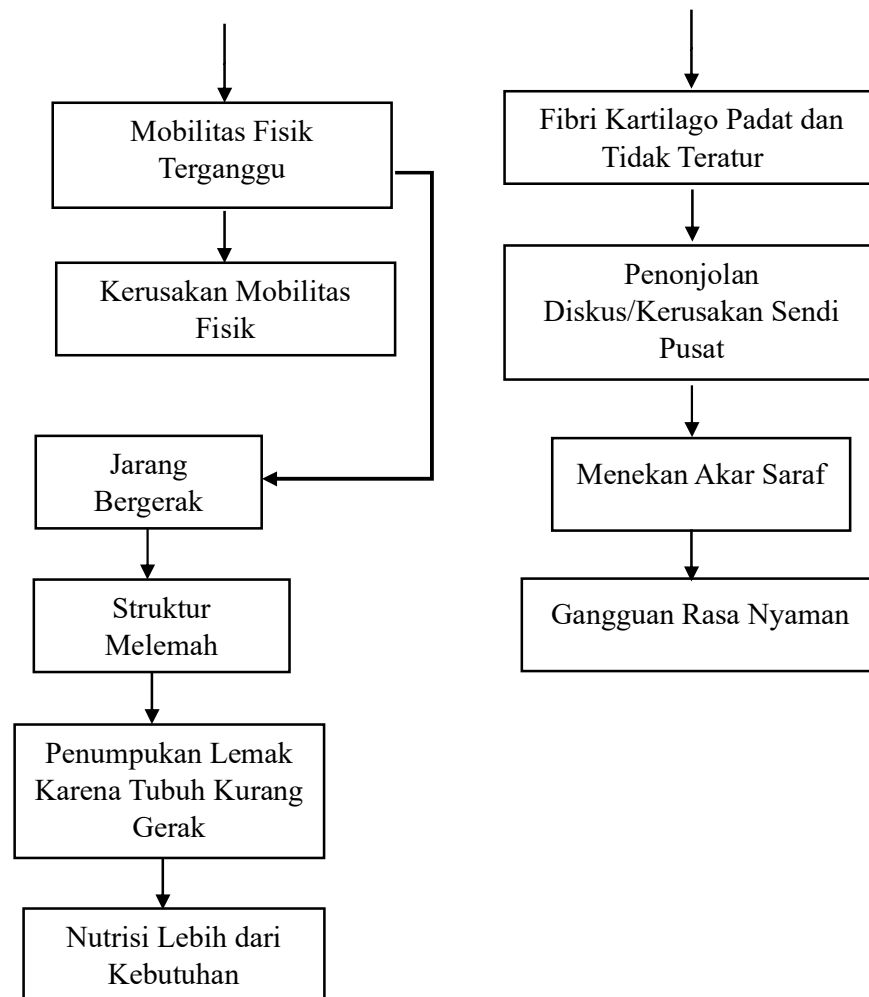 Mobilitas Fisik
Terganggu
Kerusakan Mobilitas
Fisik
Jarang
Bergerak
Struktur
Melemah
Penumpukan Lemak
Karena Tubuh Kurang
Gerak
Nutrisi Lebih dari
Kebutuhan
Fibri Kartilago Padat dan
Tidak Teratur
Penonjolan
Diskus/Kerusakan Sendi
Pusat
Menekan Akar Saraf
Gangguan Rasa Nyaman